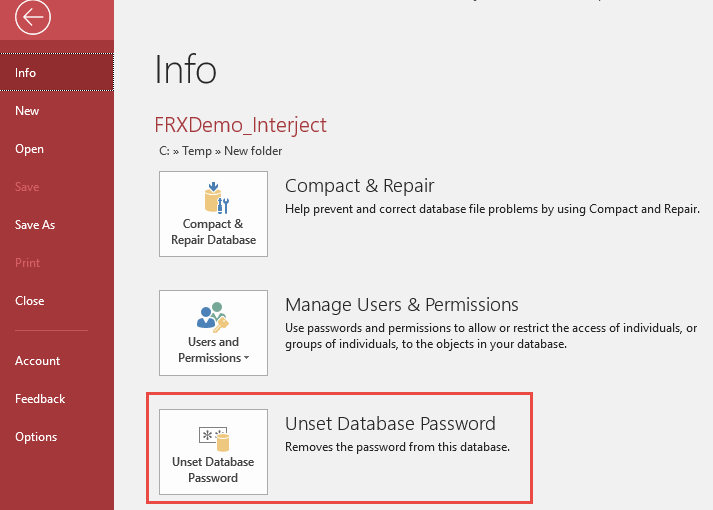 Info
New
Open
Save
Save As
Print
Close
Account
Feedback
Options
Info
FRXDemo_Interject
C: » Temp » New folder
Compact &
Repair Database
Compact & Repair
Help prevent and correct database file problems by using Compact and Repair.
Users and
Permissions
Manage Users & Permissions
Use passwords and permissions to allow or restrict the access of individuals, or
groups of individuals, to the objects in your database.
Unset Database
Password
Unset Database Password
Removes the password from this database.